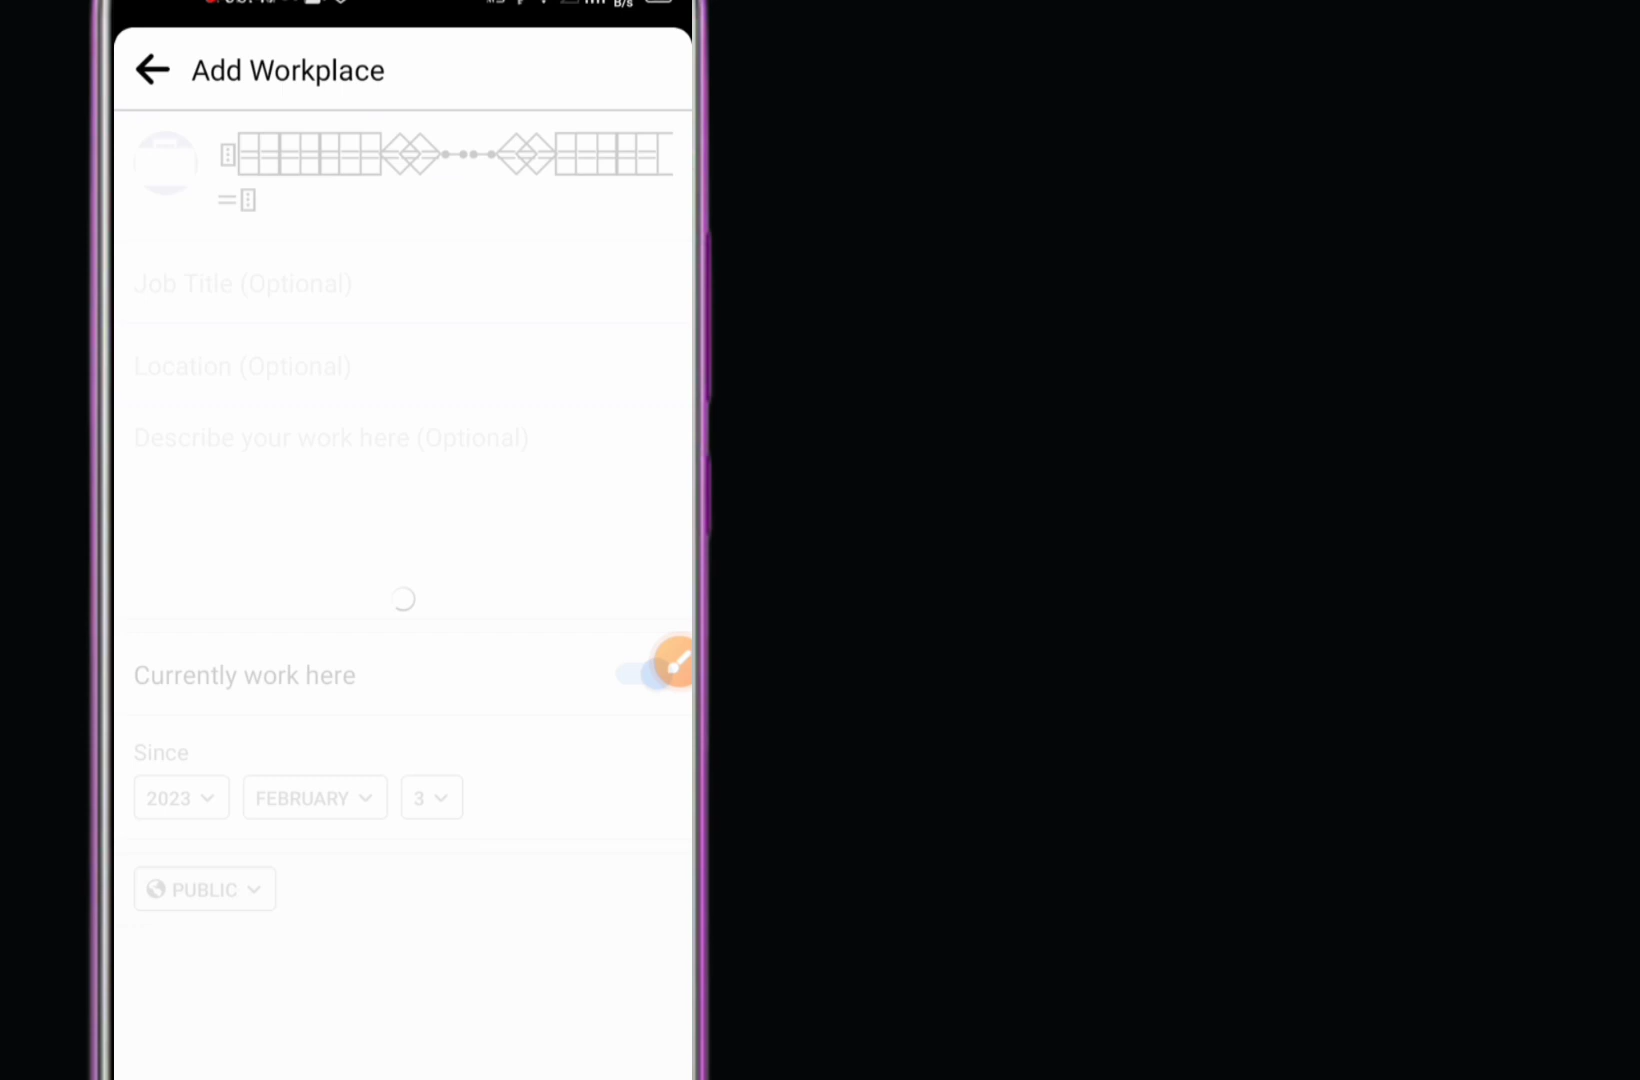 B/s
Add Workplace
Job Title (Optional)
Location (Optional)
Describe your work here (Optional)
Currently work here
Since
2023 FEBRUARY 3
PUBLIC